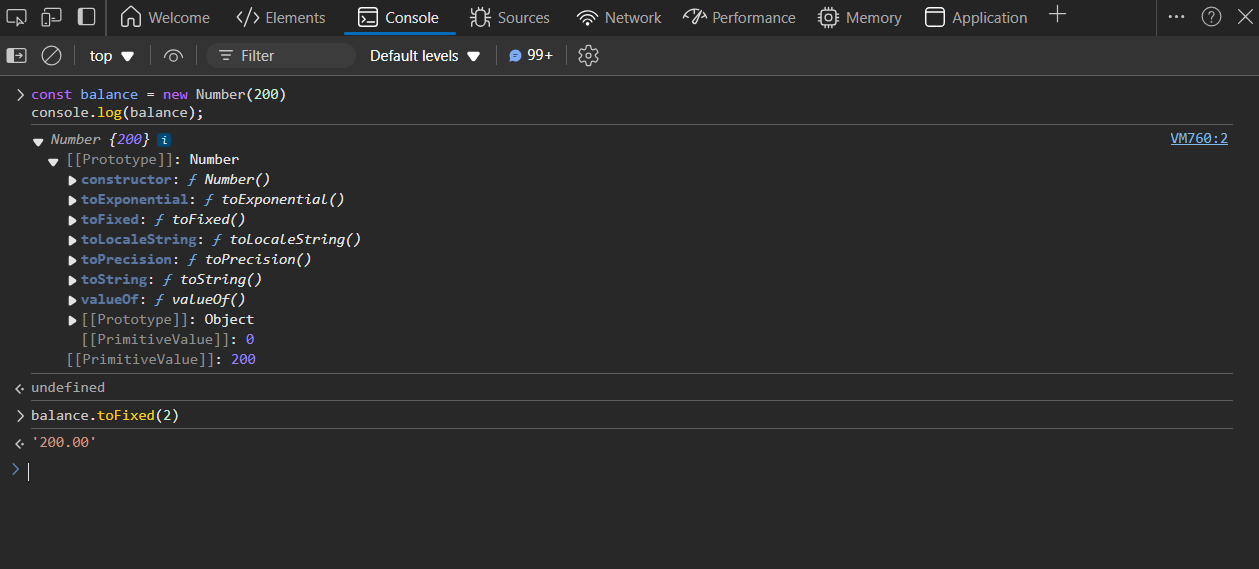 Welcome Elements Console Sources Network Performance Memory Application
top Filter Default levels 99+
const balance = new Number(200)
console.log(balance);
Number {200} i VM760:2
[[Prototype]]: Number
constructor: ƒ Number()
toExponential: ƒ toExponential()
toFixed: ƒ toFixed()
toLocaleString: ƒ toLocaleString()
toPrecision: ƒ toPrecision()
toString: ƒ toString()
valueOf: ƒ valueOf()
[[Prototype]]: Object
[[PrimitiveValue]]: 0
[[PrimitiveValue]]: 200
undefined
balance.toFixed(2)
'200.00'